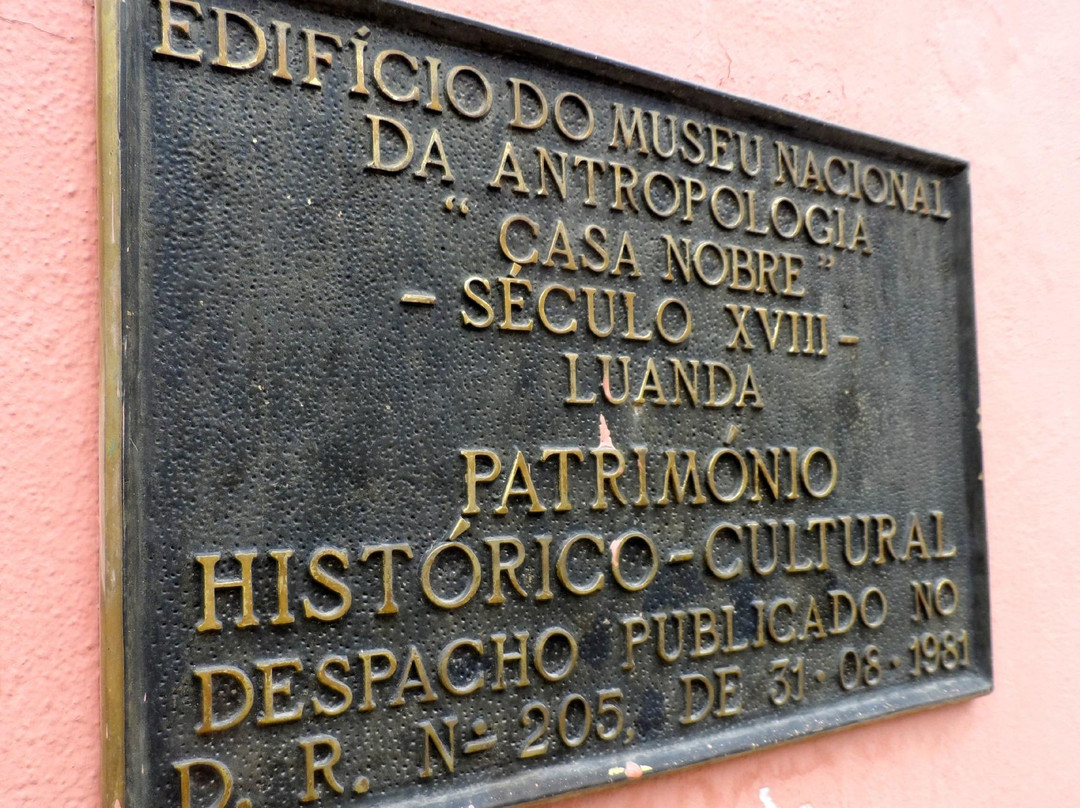 EDIFÍCIO DO MUSEU NACIONAL
DA ANTROPOLOGIA
“CASA NOBRE”
– SÉCULO XVIII –
LUANDA
PATRIMÓNIO
HISTÓRICO-CULTURAL
DESPACHO PUBLICADO NO
D. R. Nº 205, DE 31·08·1981